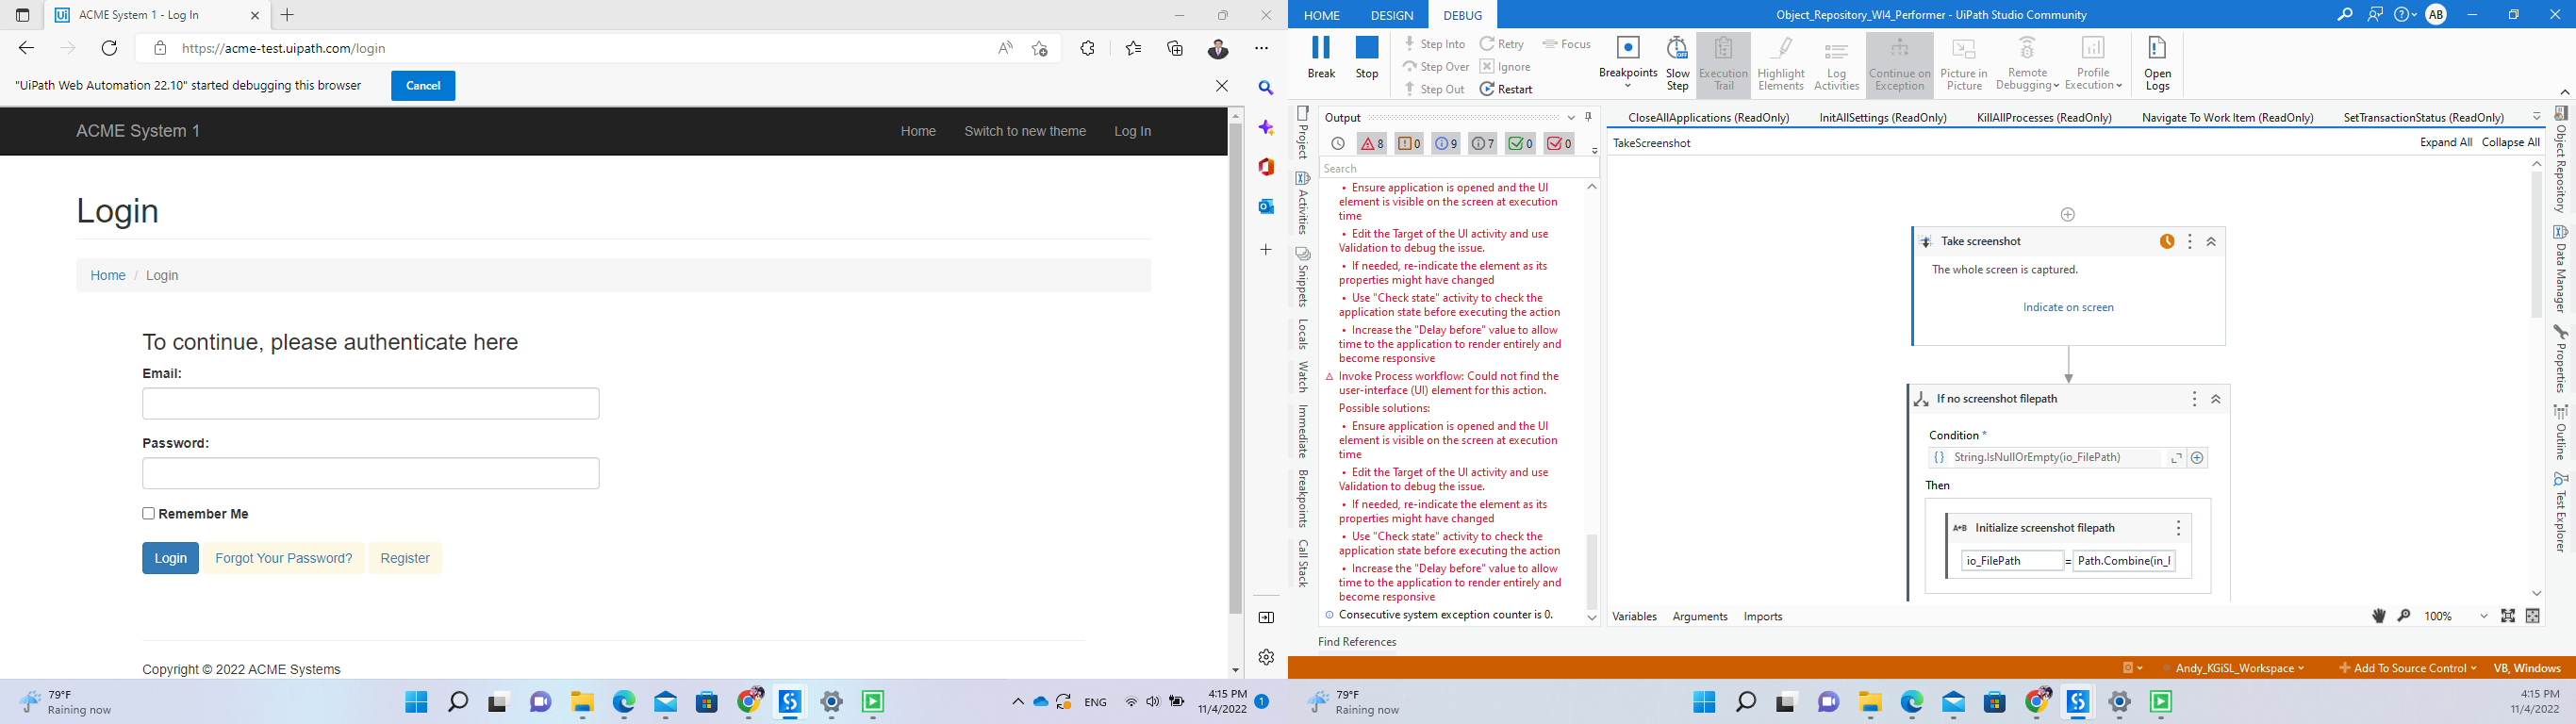 ACME System 1 - Log In
https://acme-test.uipath.com/login
"UiPath Web Automation 22.10" started debugging this browser
Cancel
ACME System 1
Home
Switch to new theme
Log In
Login
Home / Login
To continue, please authenticate here
Email:
Password:
Remember Me
Login
Forgot Your Password?
Register
Copyright © 2022 ACME Systems
79°F
Raining now
ENG
4:15 PM
11/4/2022
1
HOME
DESIGN
DEBUG
Object_Repository_WI4_Performer - UiPath Studio Community
AB
Break
Stop
Step Into
Step Over
Step Out
Retry
Ignore
Restart
Focus
Breakpoints
Slow
Step
Execution
Trail
Highlight
Elements
Log
Activities
Continue on
Exception
Picture in
Picture
Remote
Debugging
Profile
Execution
Open
Logs
Project
Activities
Snippets
Locals
Watch
Immediate
Breakpoints
Call Stack
Output
8
0
9
7
0
0
Search
• Ensure application is opened and the UI
element is visible on the screen at execution
time
• Edit the Target of the UI activity and use
Validation to debug the issue.
• If needed, re-indicate the element as its
properties might have changed
• Use "Check state" activity to check the
application state before executing the action
• Increase the "Delay before" value to allow
time to the application to render entirely and
become responsive
Invoke Process workflow: Could not find the
user-interface (UI) element for this action.
Possible solutions:
• Ensure application is opened and the UI
element is visible on the screen at execution
time
• Edit the Target of the UI activity and use
Validation to debug the issue.
• If needed, re-indicate the element as its
properties might have changed
• Use "Check state" activity to check the
application state before executing the action
• Increase the "Delay before" value to allow
time to the application to render entirely and
become responsive
Consecutive system exception counter is 0.
Find References
CloseAllApplications (ReadOnly)
InitAllSettings (ReadOnly)
KillAllProcesses (ReadOnly)
Navigate To Work Item (ReadOnly)
SetTransactionStatus (ReadOnly)
TakeScreenshot
Expand All
Collapse All
Take screenshot
The whole screen is captured.
Indicate on screen
If no screenshot filepath
Condition *
String.IsNullOrEmpty(io_FilePath)
Then
A+B Initialize screenshot filepath
io_FilePath = Path.Combine(in_F
Variables
Arguments
Imports
100%
Object Repository
Data Manager
Properties
Outline
Test Explorer
Andy_KGiSL_Workspace
Add To Source Control
VB, Windows
79°F
Raining now
4:15 PM
11/4/2022